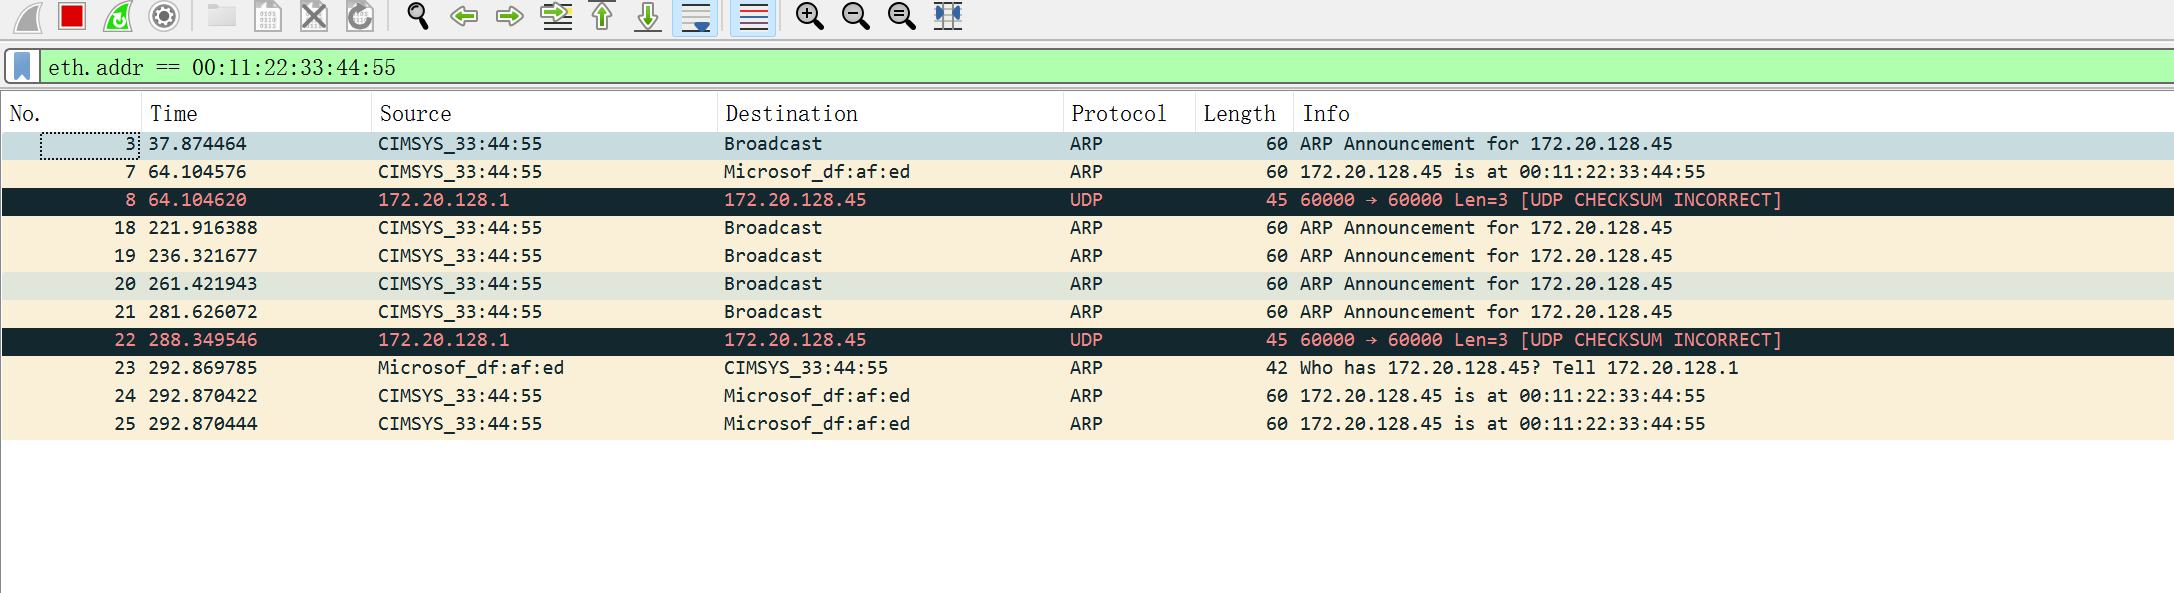 eth.addr == 00:11:22:33:44:55
No. Time Source Destination Protocol Length Info
3 37.874464 CIMSYS_33:44:55 Broadcast ARP 60 ARP Announcement for 172.20.128.45
7 64.104576 CIMSYS_33:44:55 Microsof_df:af:ed ARP 60 172.20.128.45 is at 00:11:22:33:44:55
8 64.104620 172.20.128.1 172.20.128.45 UDP 45 60000 → 60000 Len=3 [UDP CHECKSUM INCORRECT]
18 221.916388 CIMSYS_33:44:55 Broadcast ARP 60 ARP Announcement for 172.20.128.45
19 236.321677 CIMSYS_33:44:55 Broadcast ARP 60 ARP Announcement for 172.20.128.45
20 261.421943 CIMSYS_33:44:55 Broadcast ARP 60 ARP Announcement for 172.20.128.45
21 281.626072 CIMSYS_33:44:55 Broadcast ARP 60 ARP Announcement for 172.20.128.45
22 288.349546 172.20.128.1 172.20.128.45 UDP 45 60000 → 60000 Len=3 [UDP CHECKSUM INCORRECT]
23 292.869785 Microsof_df:af:ed CIMSYS_33:44:55 ARP 42 Who has 172.20.128.45? Tell 172.20.128.1
24 292.870422 CIMSYS_33:44:55 Microsof_df:af:ed ARP 60 172.20.128.45 is at 00:11:22:33:44:55
25 292.870444 CIMSYS_33:44:55 Microsof_df:af:ed ARP 60 172.20.128.45 is at 00:11:22:33:44:55